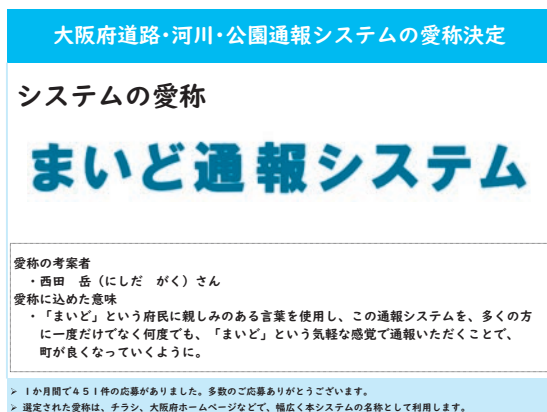 大阪府道路・河川・公園通報システムの愛称決定
システムの愛称
まいど通報システム
愛称の考案者
・西田　岳（にしだ　がく）さん
愛称に込めた意味
・「まいど」という府民に親しみのある言葉を使用し、この通報システムを、多くの方
に一度だけでなく何度でも、「まいど」という気軽な感覚で通報いただくことで、
町が良くなっていくように。
➢ 1か月間で451件の応募がありました。多数のご応募ありがとうございます。
➢ 選定された愛称は、チラシ、大阪府ホームページなどで、幅広く本システムの名称として利用します。